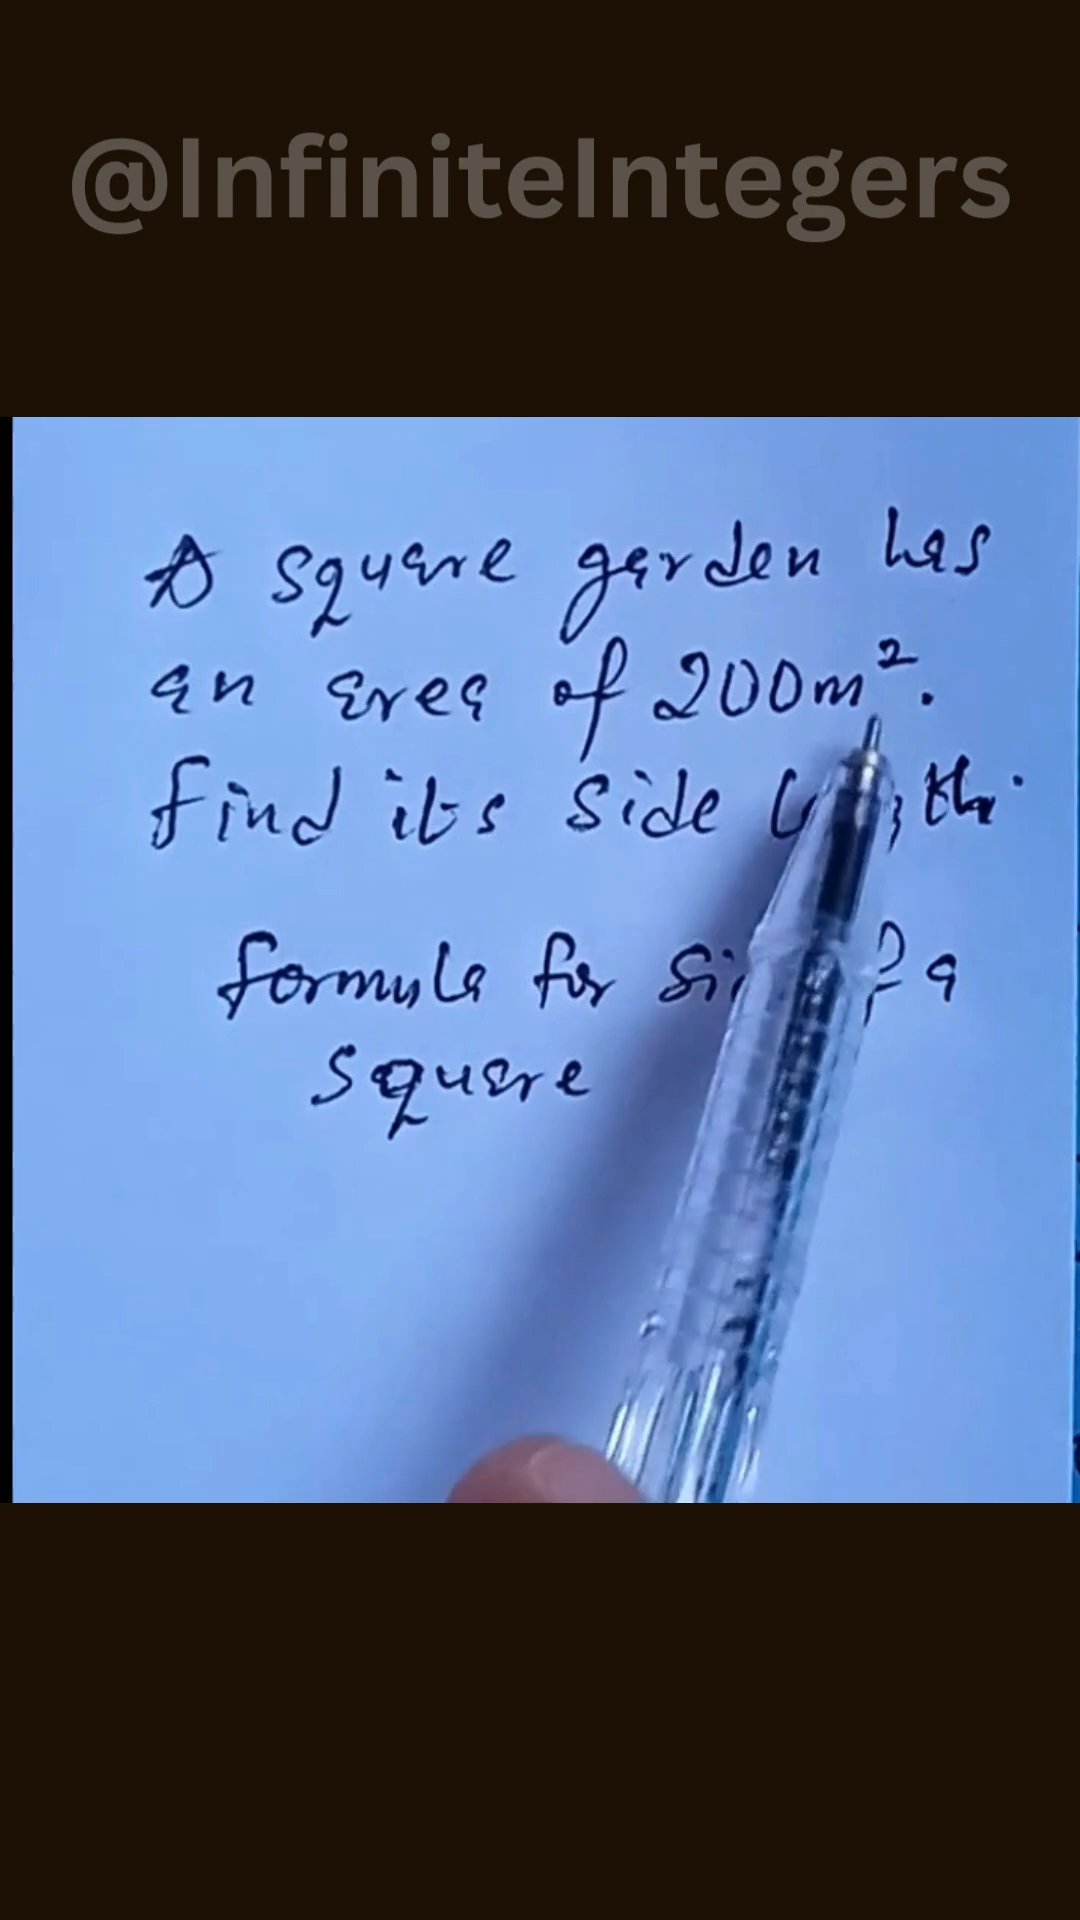 @InfiniteIntegers
A square garden has
an area of 200m².
find its side
formula for a
square